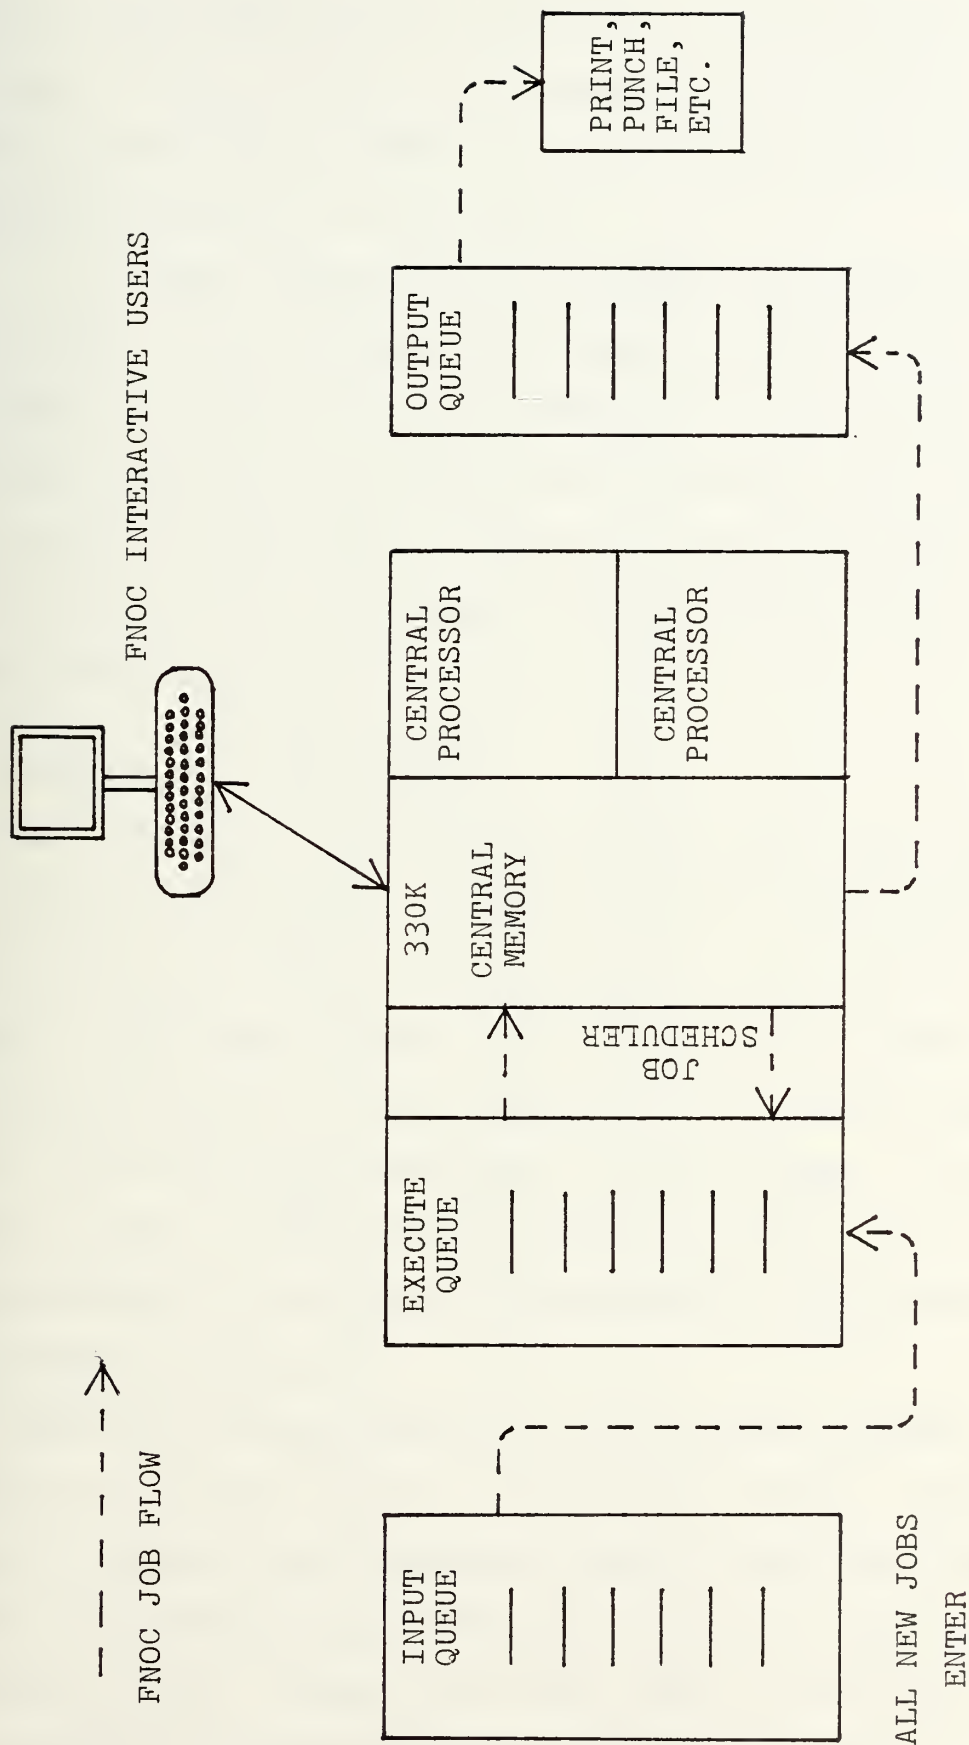 FNOC JOB FLOW
FNOC INTERACTIVE USERS
INPUT
QUEUE
ALL NEW JOBS
ENTER
EXECUTE
QUEUE
JOB
SCHEDULER
330K
CENTRAL
MEMORY
CENTRAL
PROCESSOR
CENTRAL
PROCESSOR
OUTPUT
QUEUE
PRINT,
PUNCH,
FILE,
ETC.